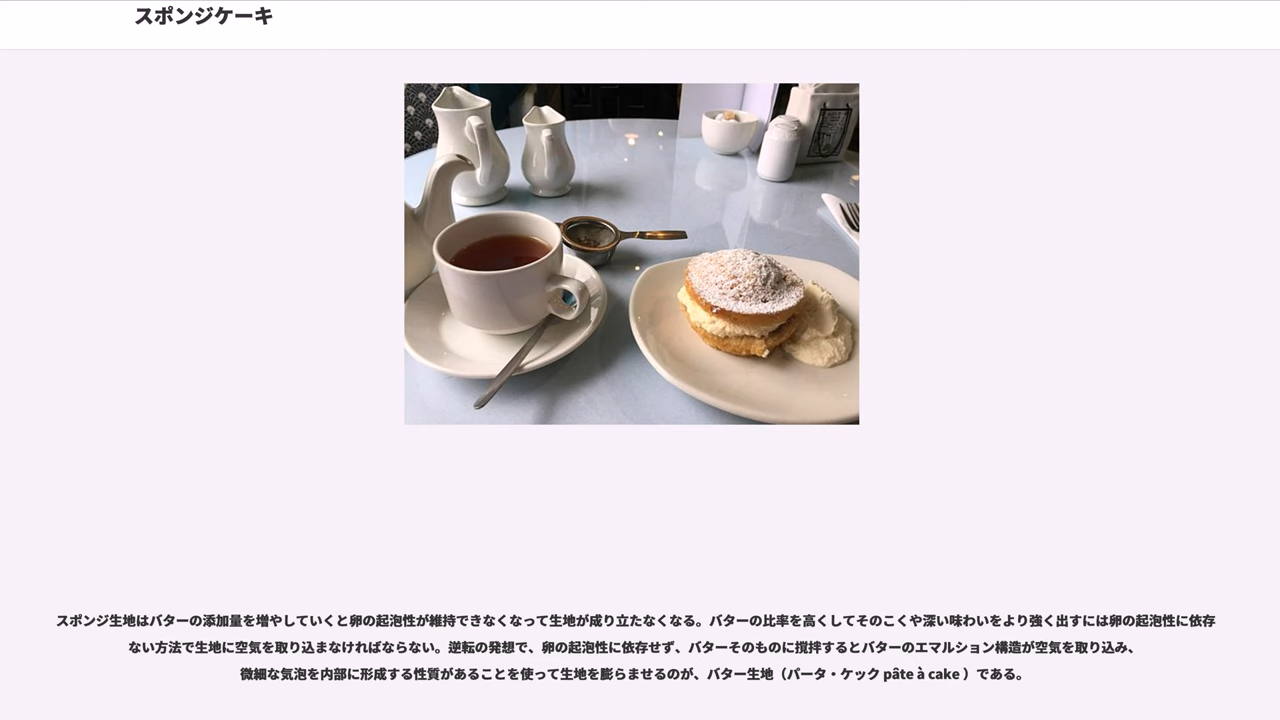 スポンジケーキ
スポンジ生地はバターの添加量を増やしていくと卵の起泡性が維持できなくなって生地が成り立たなくなる。バターの比率を高くしてそのこくや深い味わいをより強く出すには卵の起泡性に依存
ない方法で生地に空気を取り込まなければならない。逆転の発想で、卵の起泡性に依存せず、バターそのものに撹拌するとバターのエマルション構造が空気を取り込み、
微細な気泡を内部に形成する性質があることを使って生地を膨らませるのが、バター生地（パータ・ケック pâte à cake ）である。